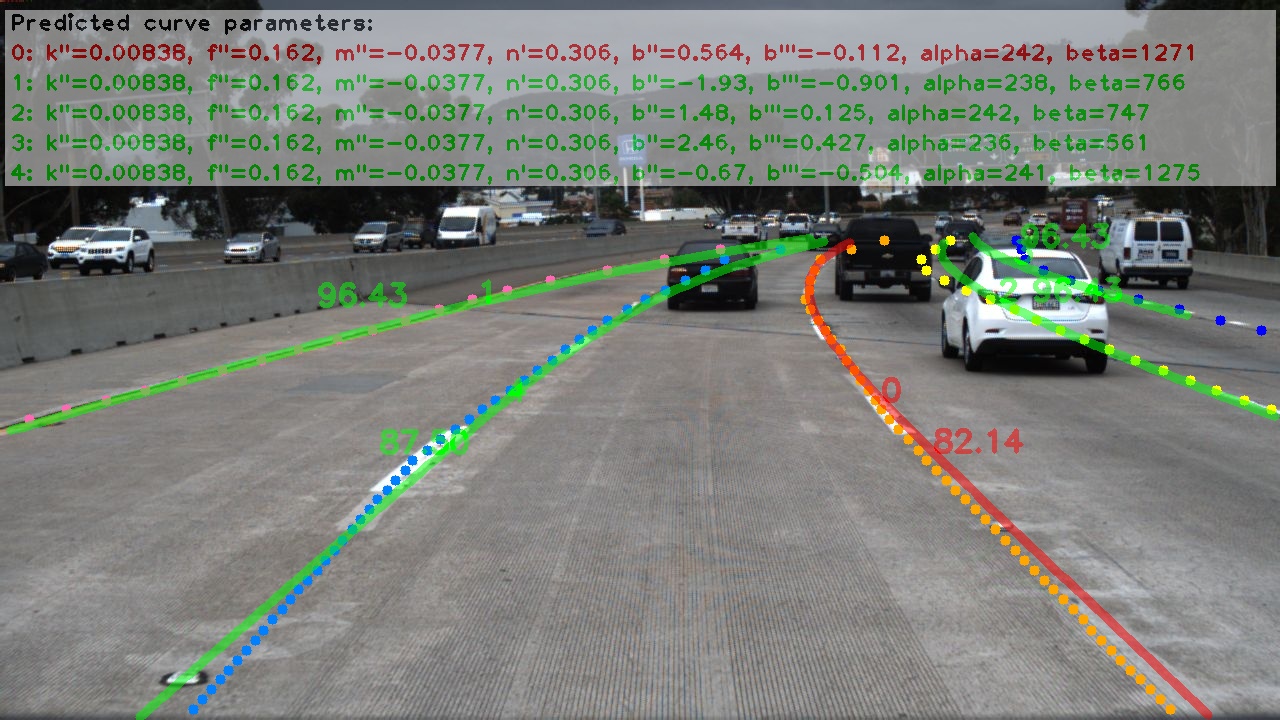 Predicted curve parameters:
0: k''=0.00838, f''=0.162, m''=-0.0377, n'=0.306, b''=0.564, b'''=-0.112, alpha=242, beta=1271
1: k''=0.00838, f''=0.162, m''=-0.0377, n'=0.306, b''=-1.93, b'''=-0.901, alpha=238, beta=766
2: k''=0.00838, f''=0.162, m''=-0.0377, n'=0.306, b''=1.48, b'''=0.125, alpha=242, beta=747
3: k''=0.00838, f''=0.162, m''=-0.0377, n'=0.306, b''=2.46, b'''=0.427, alpha=236, beta=561
4: k''=0.00838, f''=0.162, m''=-0.0377, n'=0.306, b''=-0.67, b'''=-0.504, alpha=241, beta=1275
96.43
96.43 1
2 96.43
0
82.14